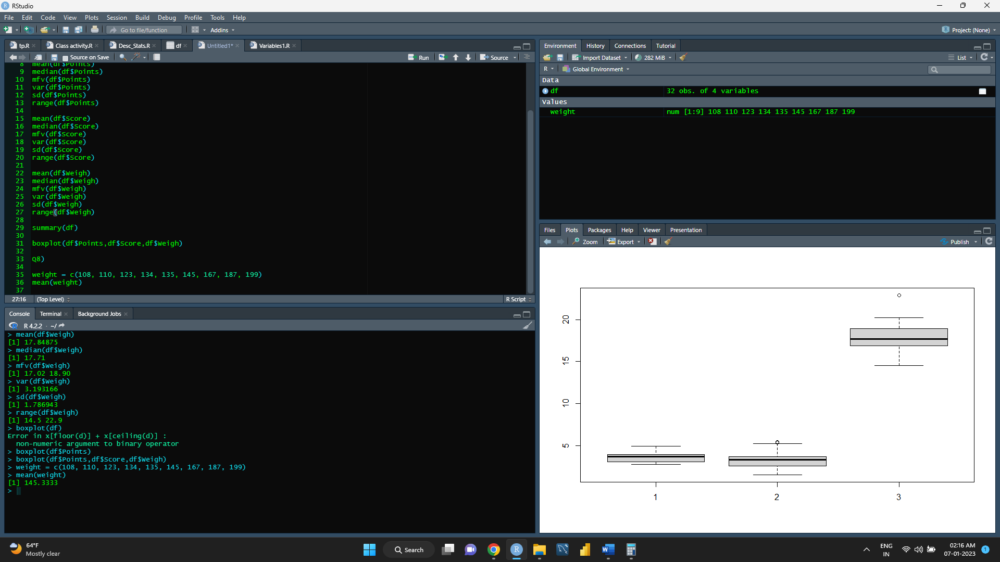 RStudio
File Edit Code View Plots Session Build Debug Profile Tools Help
Go to file/function Addins Project: (None)
tp.R Class activity.R Desc_Stats.R df Untitled1* Variables1.R
Source on Save Run Source
8 mean(df$Points)
9 median(df$Points)
10 mfv(df$Points)
11 var(df$Points)
12 sd(df$Points)
13 range(df$Points)
14
15 mean(df$Score)
16 median(df$Score)
17 mfv(df$Score)
18 var(df$Score)
19 sd(df$Score)
20 range(df$Score)
21
22 mean(df$Weigh)
23 median(df$Weigh)
24 mfv(df$Weigh)
25 var(df$Weigh)
26 sd(df$Weigh)
27 range(df$Weigh)
28
29 summary(df)
30
31 boxplot(df$Points,df$Score,df$Weigh)
32
33 Q8)
34
35 weight = c(108, 110, 123, 134, 135, 145, 167, 187, 199)
36 mean(weight)
37
27:16 (Top Level) R Script
Console Terminal Background Jobs
R 4.2.2 · ~/
> mean(df$Weigh)
[1] 17.84875
> median(df$Weigh)
[1] 17.71
> mfv(df$Weigh)
[1] 17.02 18.90
> var(df$Weigh)
[1] 3.193166
> sd(df$Weigh)
[1] 1.786943
> range(df$Weigh)
[1] 14.5 22.9
> boxplot(df)
Error in x[floor(d)] + x[ceiling(d)] :
non-numeric argument to binary operator
> boxplot(df$Points)
> boxplot(df$Points,df$Score,df$Weigh)
> weight = c(108, 110, 123, 134, 135, 145, 167, 187, 199)
> mean(weight)
[1] 145.3333
>
Environment History Connections Tutorial
Import Dataset 282 MiB List
R Global Environment
Data
df 32 obs. of 4 variables
Values
weight num [1:9] 108 110 123 134 135 145 167 187 199
Files Plots Packages Help Viewer Presentation
Zoom Export Publish
20
15
10
5
1 2 3
64°F
Mostly clear
Search
ENG
IN
02:16 AM
07-01-2023
1